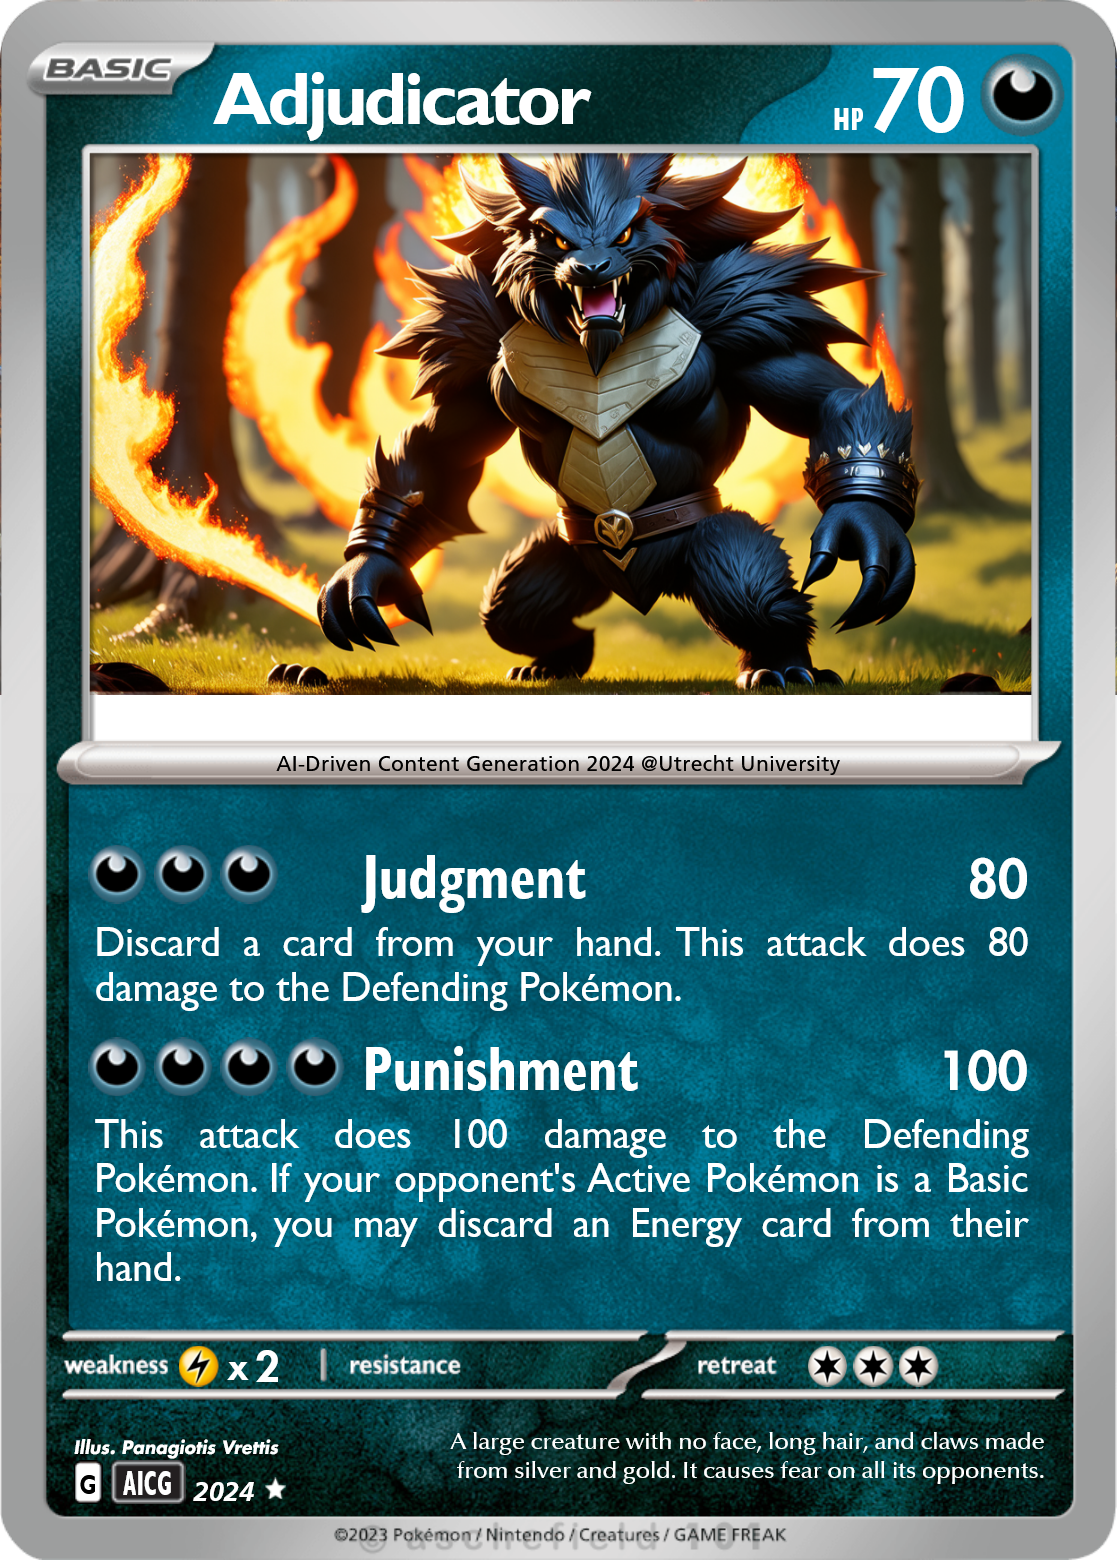 BASIC
Adjudicator
HP 70
AI-Driven Content Generation 2024 @Utrecht University
Judgment 80
Discard a card from your hand. This attack does 80
damage to the Defending Pokémon.
Punishment 100
This attack does 100 damage to the Defending
Pokémon. If your opponent's Active Pokémon is a Basic
Pokémon, you may discard an Energy card from their
hand.
weakness x 2 | resistance retreat
Illus. Panagiotis Vrettis
G AICG 2024
A large creature with no face, long hair, and claws made
from silver and gold. It causes fear on all its opponents.
©2023 Pokémon / Nintendo / Creatures / GAME FREAK